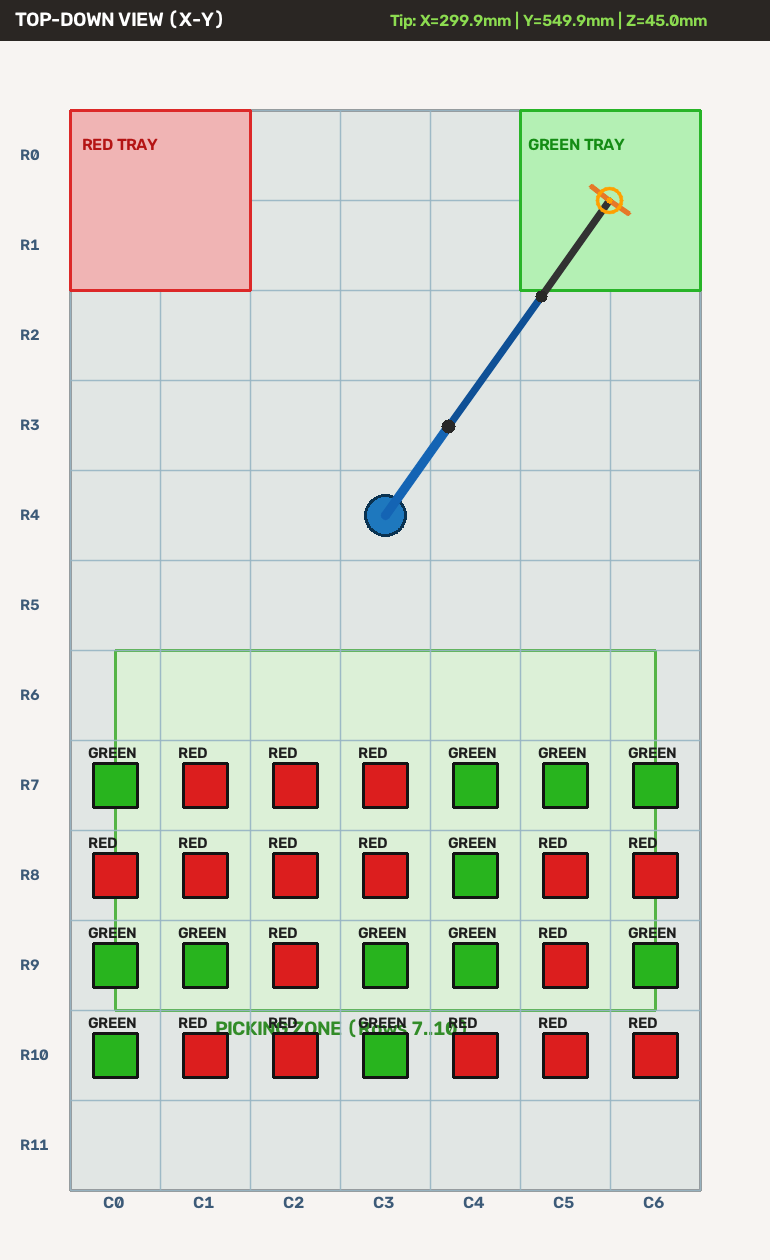 TOP-DOWN VIEW (X-Y)
Tip: X=299.9mm | Y=549.9mm | Z=45.0mm
RED TRAY
GREEN TRAY
R0
R1
R2
R3
R4
R5
R6
GREEN RED RED RED GREEN GREEN GREEN
R7
RED RED RED RED GREEN RED RED
R8
GREEN GREEN RED GREEN GREEN RED GREEN
R9
GREEN RED RED GREEN RED RED RED
PICKING ZONE (Rows 7..10)
R10
R11
C0 C1 C2 C3 C4 C5 C6